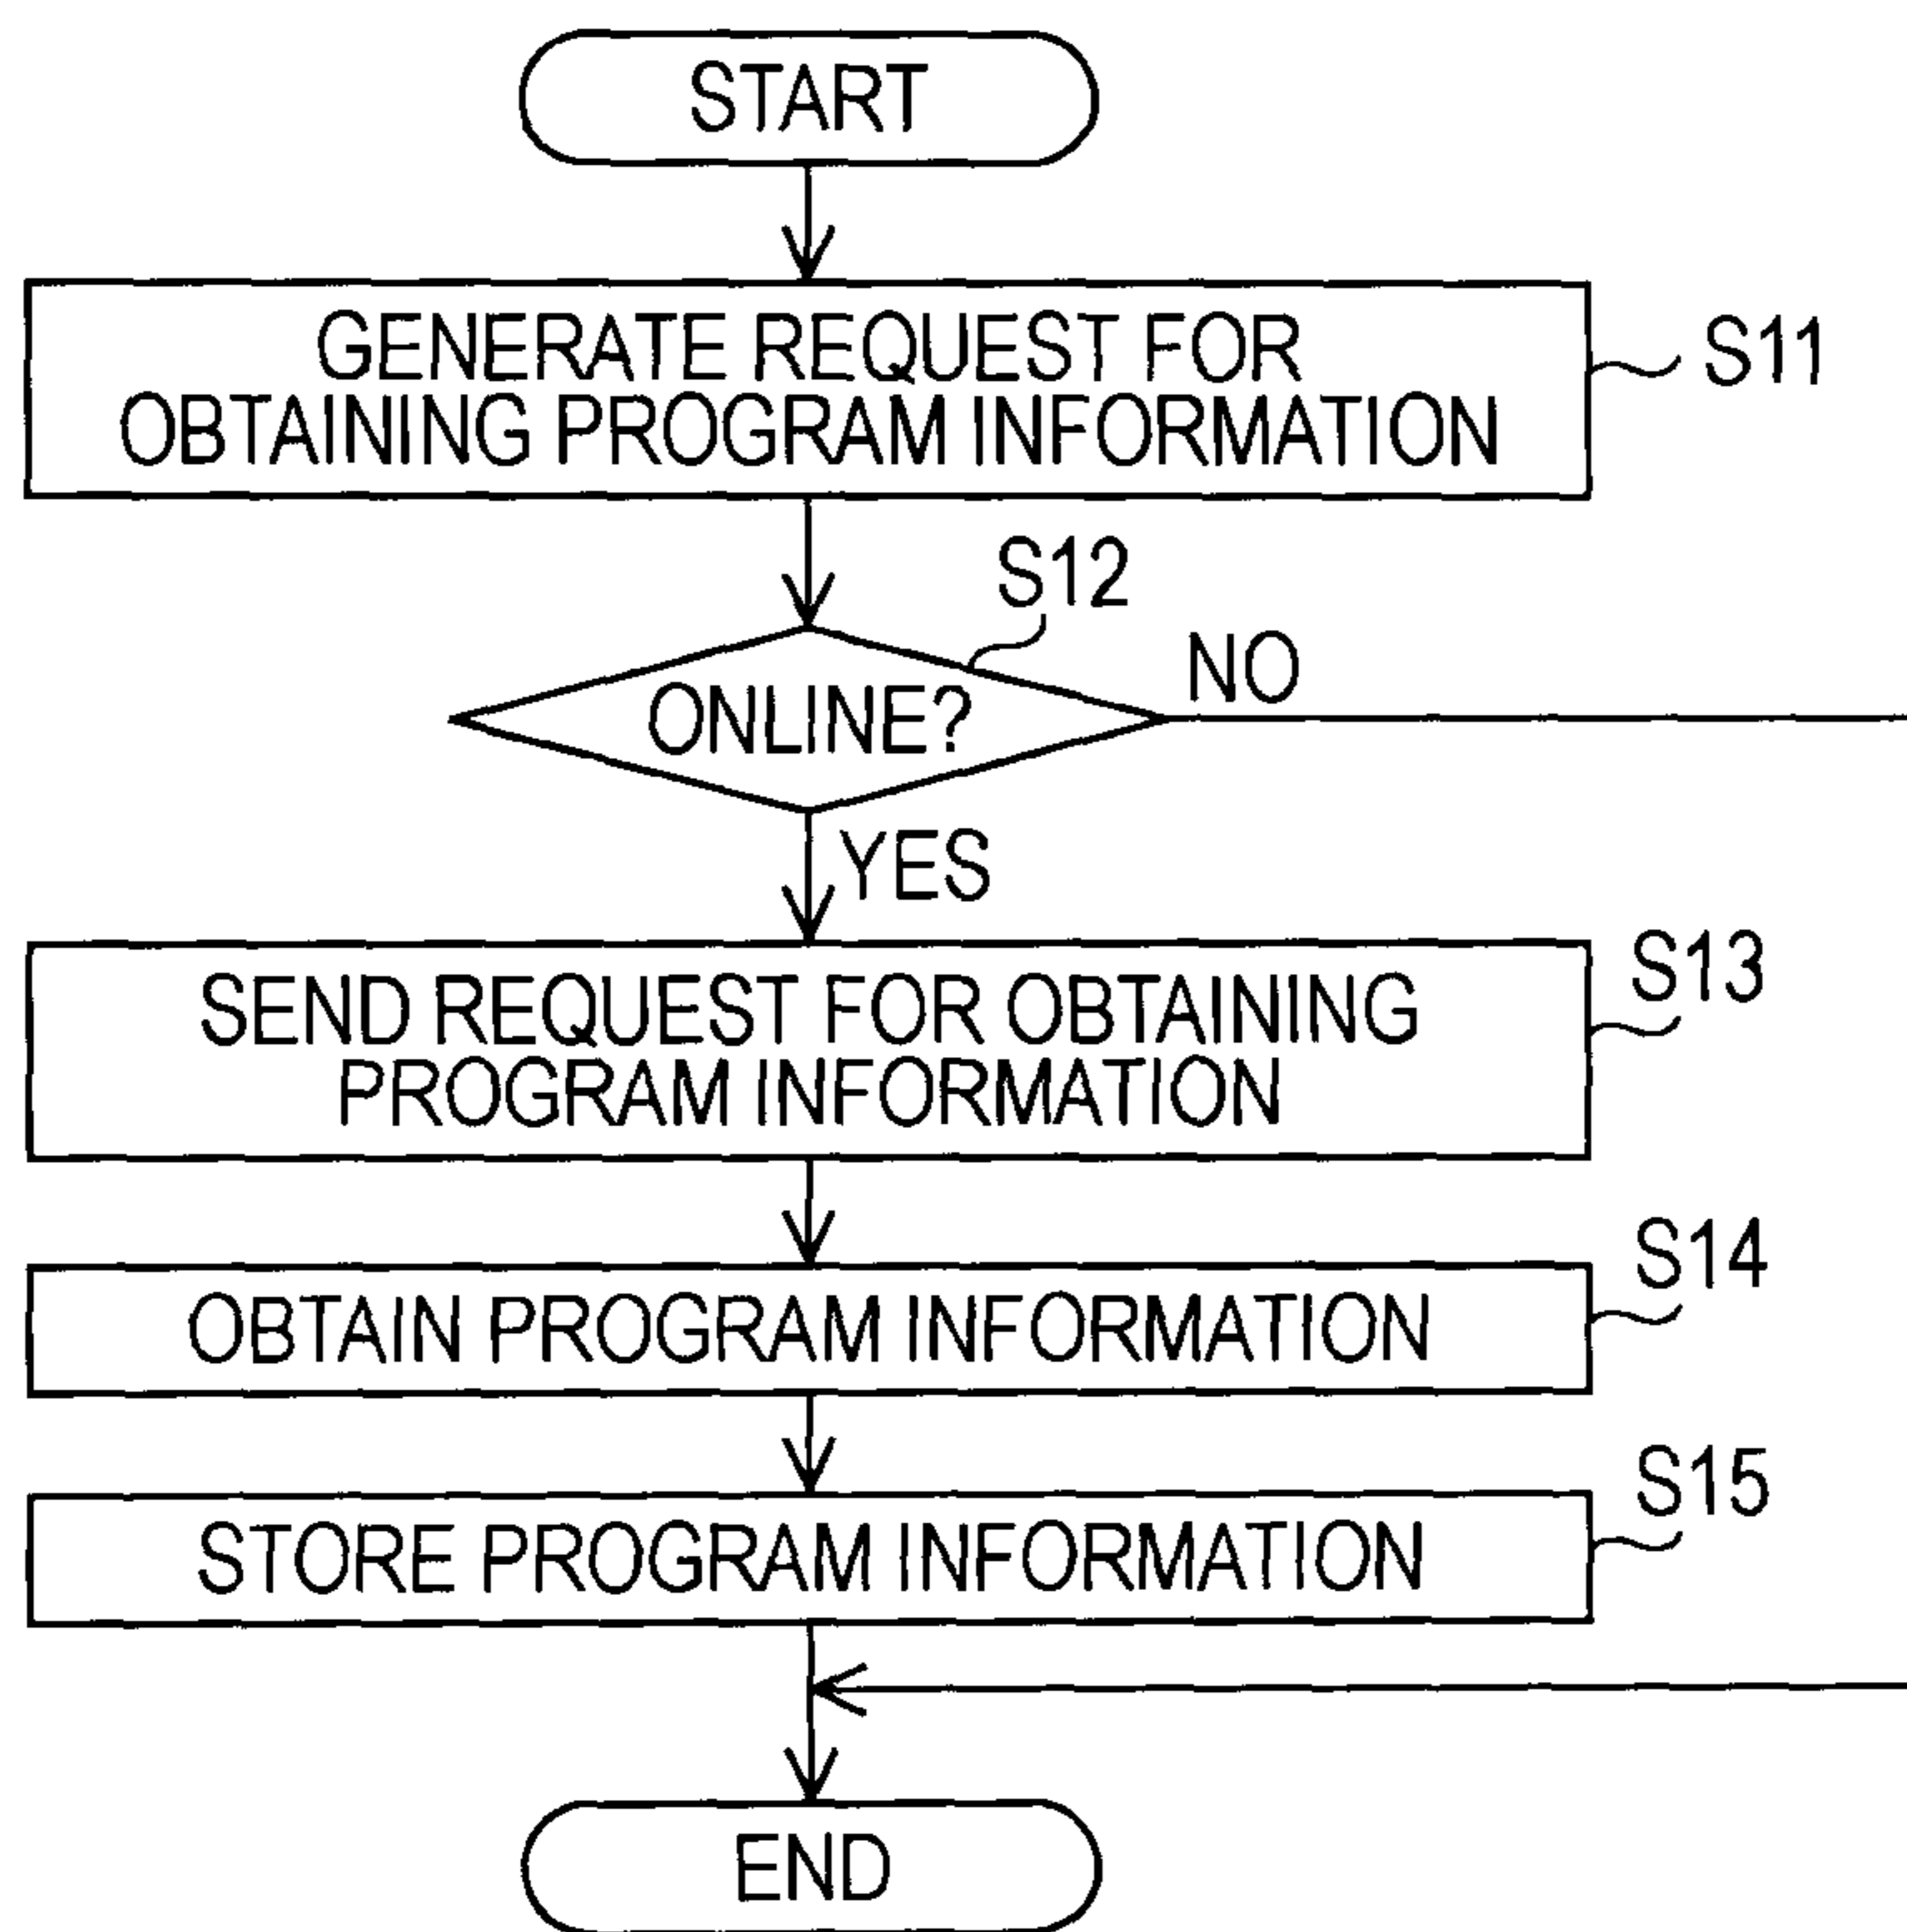 START
GENERATE REQUEST FOR
OBTAINING PROGRAM INFORMATION
S11
S12
ONLINE?
NO
YES
SEND REQUEST FOR OBTAINING
PROGRAM INFORMATION
S13
OBTAIN PROGRAM INFORMATION
S14
STORE PROGRAM INFORMATION
S15
END